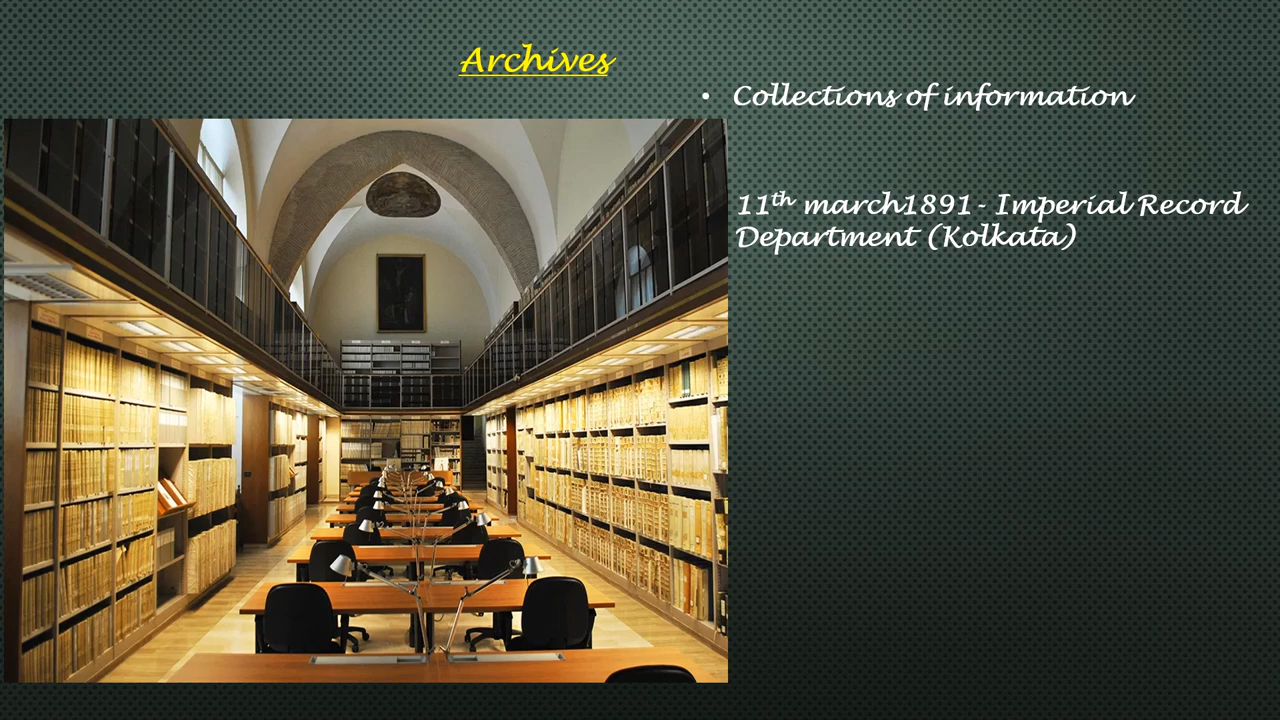 Archives
• Collections of information
11th march1891- Imperial Record
Department (Kolkata)